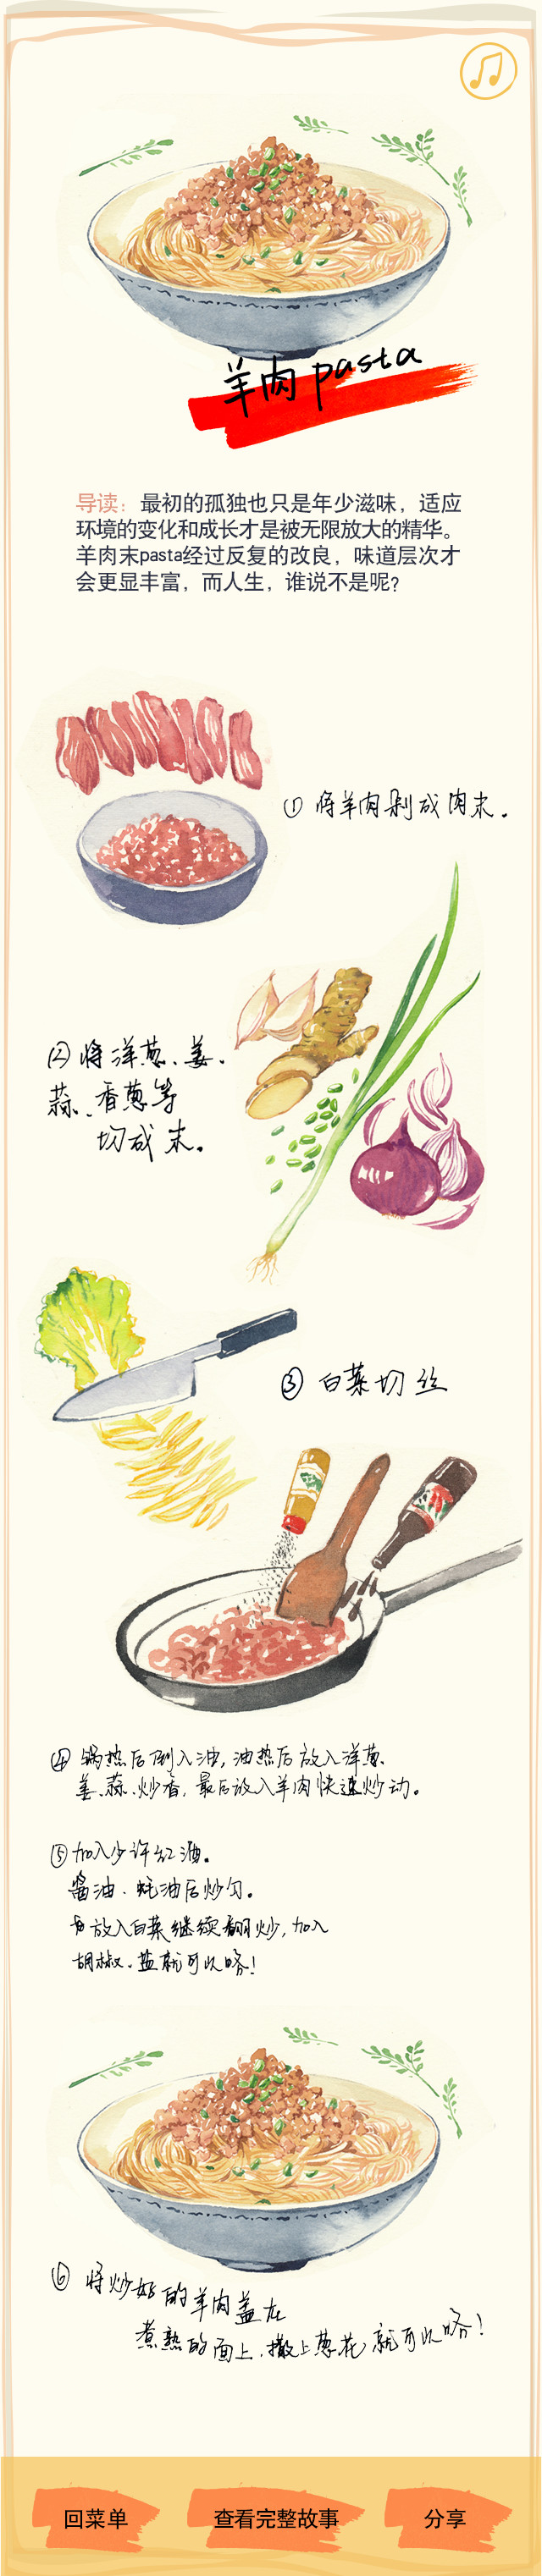 羊肉pasta
导读：最初的孤独也只是年少滋味，适应
环境的变化和成长才是被无限放大的精华。
羊肉末pasta经过反复的改良，味道层次才
会更显丰富，而人生，谁说不是呢？
① 将羊肉剁成肉末。
② 将洋葱、姜、
蒜、香葱等
切成末。
③ 白菜切丝
④ 锅热后倒入油，油热后放入洋葱、
姜、蒜、炒香，最后放入羊肉快速炒动。
⑤ 加入少许红酒。
酱油、蚝油后炒匀。
放入白菜继续翻炒，加入
胡椒、盐就可以咯！
⑥ 将炒好的羊肉盖在
煮熟的面上、撒上葱花就可以咯！
回菜单
查看完整故事
分享